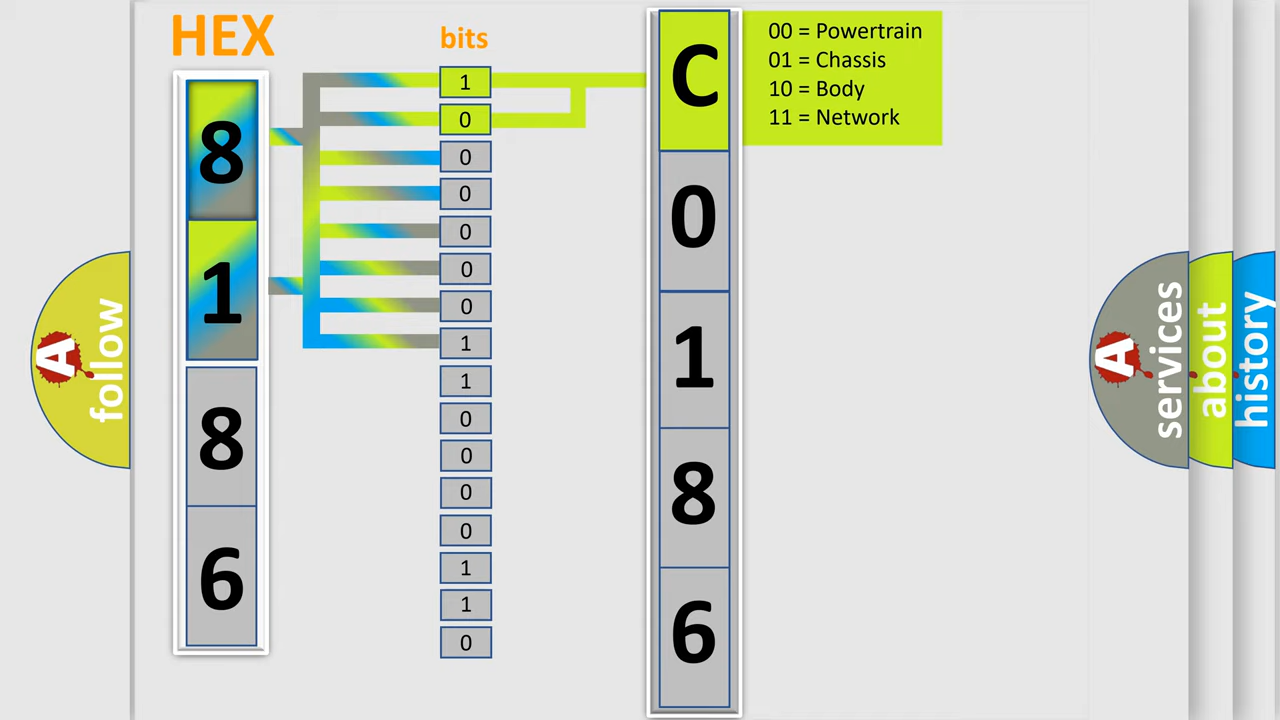 HEX
bits
8
1
8
6
1
0
0
0
0
0
0
1
1
0
0
0
0
1
1
0
C
0
1
8
6
00 = Powertrain
01 = Chassis
10 = Body
11 = Network
A
follow
A
services
about
history